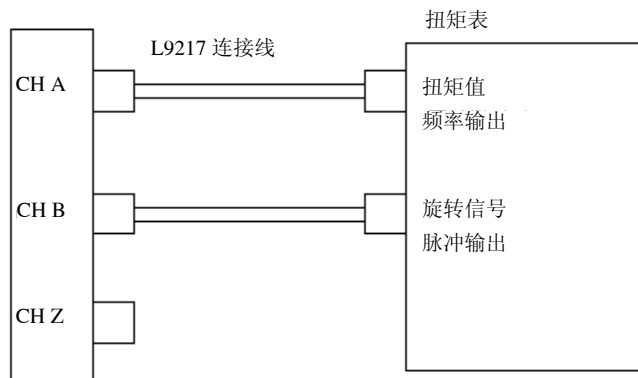 扭矩表
L9217 连接线
CH A
扭矩值
频率输出
CH B
旋转信号
脉冲输出
CH Z